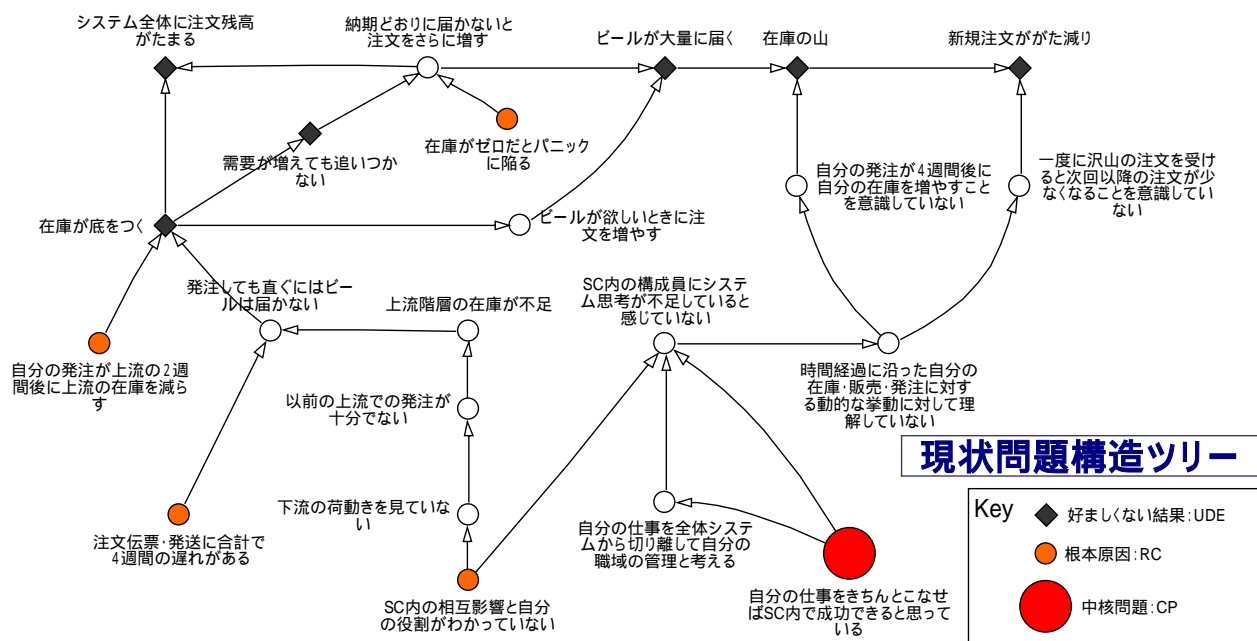 システム全体に注文残高
がたまる
納期どおりに届かないと
注文をさらに増す
ビールが大量に届く
在庫の山
新規注文ががた減り
需要が増えても追いつか
ない
在庫がゼロだとパニック
に陥る
自分の発注が4週間後に
自分の在庫を増やすこと
を意識していない
一度に沢山の注文を受け
ると次回以降の注文が少
なくなることを意識してい
ない
在庫が底をつく
ビールが欲しいときに注
文を増やす
発注しても直ぐにはビー
ルは届かない
上流階層の在庫が不足
SC内の構成員にシステ
ム思考が不足していると
感じていない
自分の発注が上流の2週
間後に上流の在庫を減ら
す
以前の上流での発注が
十分でない
時間経過に沿った自分の
在庫・販売・発注に対す
る動的な挙動に対して理
解していない
現状問題構造ツリー
下流の荷動きを見ていな
い
注文伝票・発送に合計で
4週間の遅れがある
自分の仕事を全体システ
ムから切り離して自分の
職域の管理と考える
SC内の相互影響と自分
の役割がわかっていない
自分の仕事をきちんとこなせ
ばSC内で成功できると思って
いる
Key
好ましくない結果:UDE
根本原因:RC
中核問題:CP